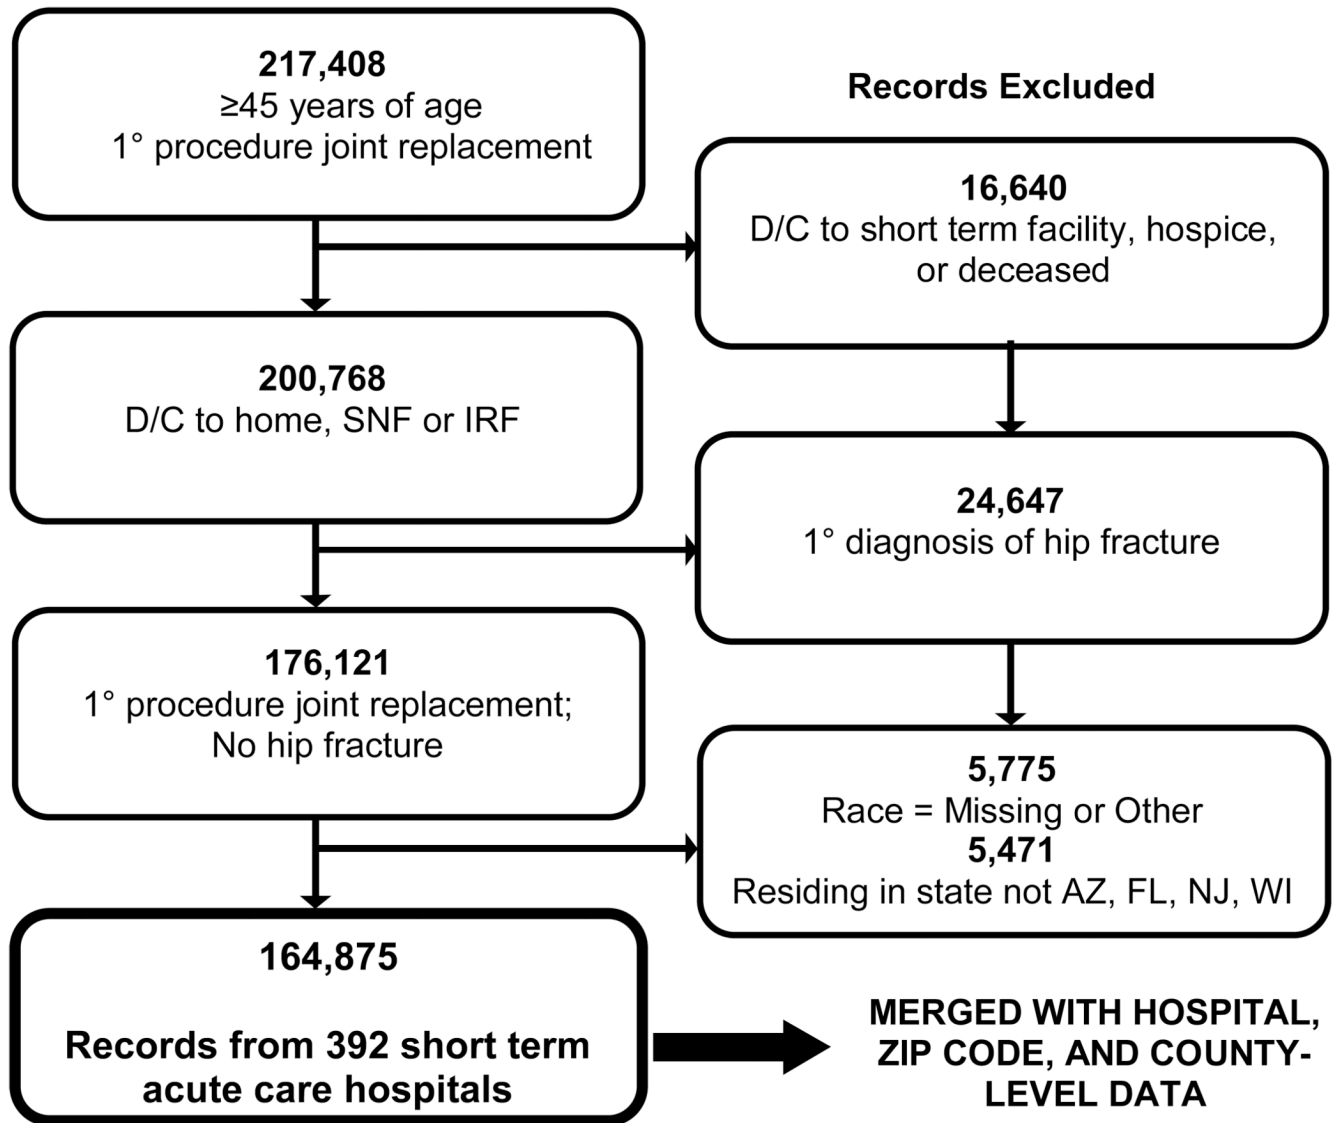 217,408
≥45 years of age
1° procedure joint replacement
Records Excluded
16,640
D/C to short term facility, hospice,
or deceased
200,768
D/C to home, SNF or IRF
24,647
1° diagnosis of hip fracture
176,121
1° procedure joint replacement;
No hip fracture
5,775
Race = Missing or Other
5,471
Residing in state not AZ, FL, NJ, WI
164,875
Records from 392 short term
acute care hospitals
MERGED WITH HOSPITAL,
ZIP CODE, AND COUNTY-
LEVEL DATA